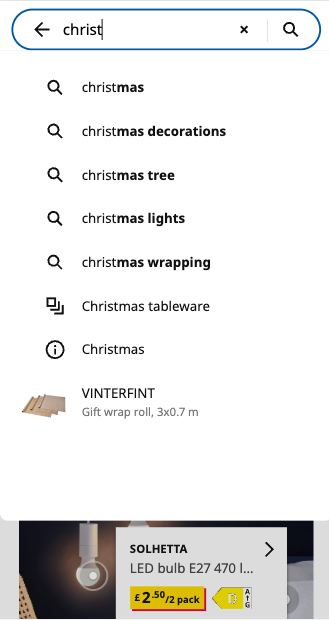 christ
christmas
christmas decorations
christmas tree
christmas lights
christmas wrapping
Christmas tableware
Christmas
VINTERFINT
Gift wrap roll, 3x0.7 m
SOLHETTA
LED bulb E27 470 l...
£2.50/2 pack
D
A↑G